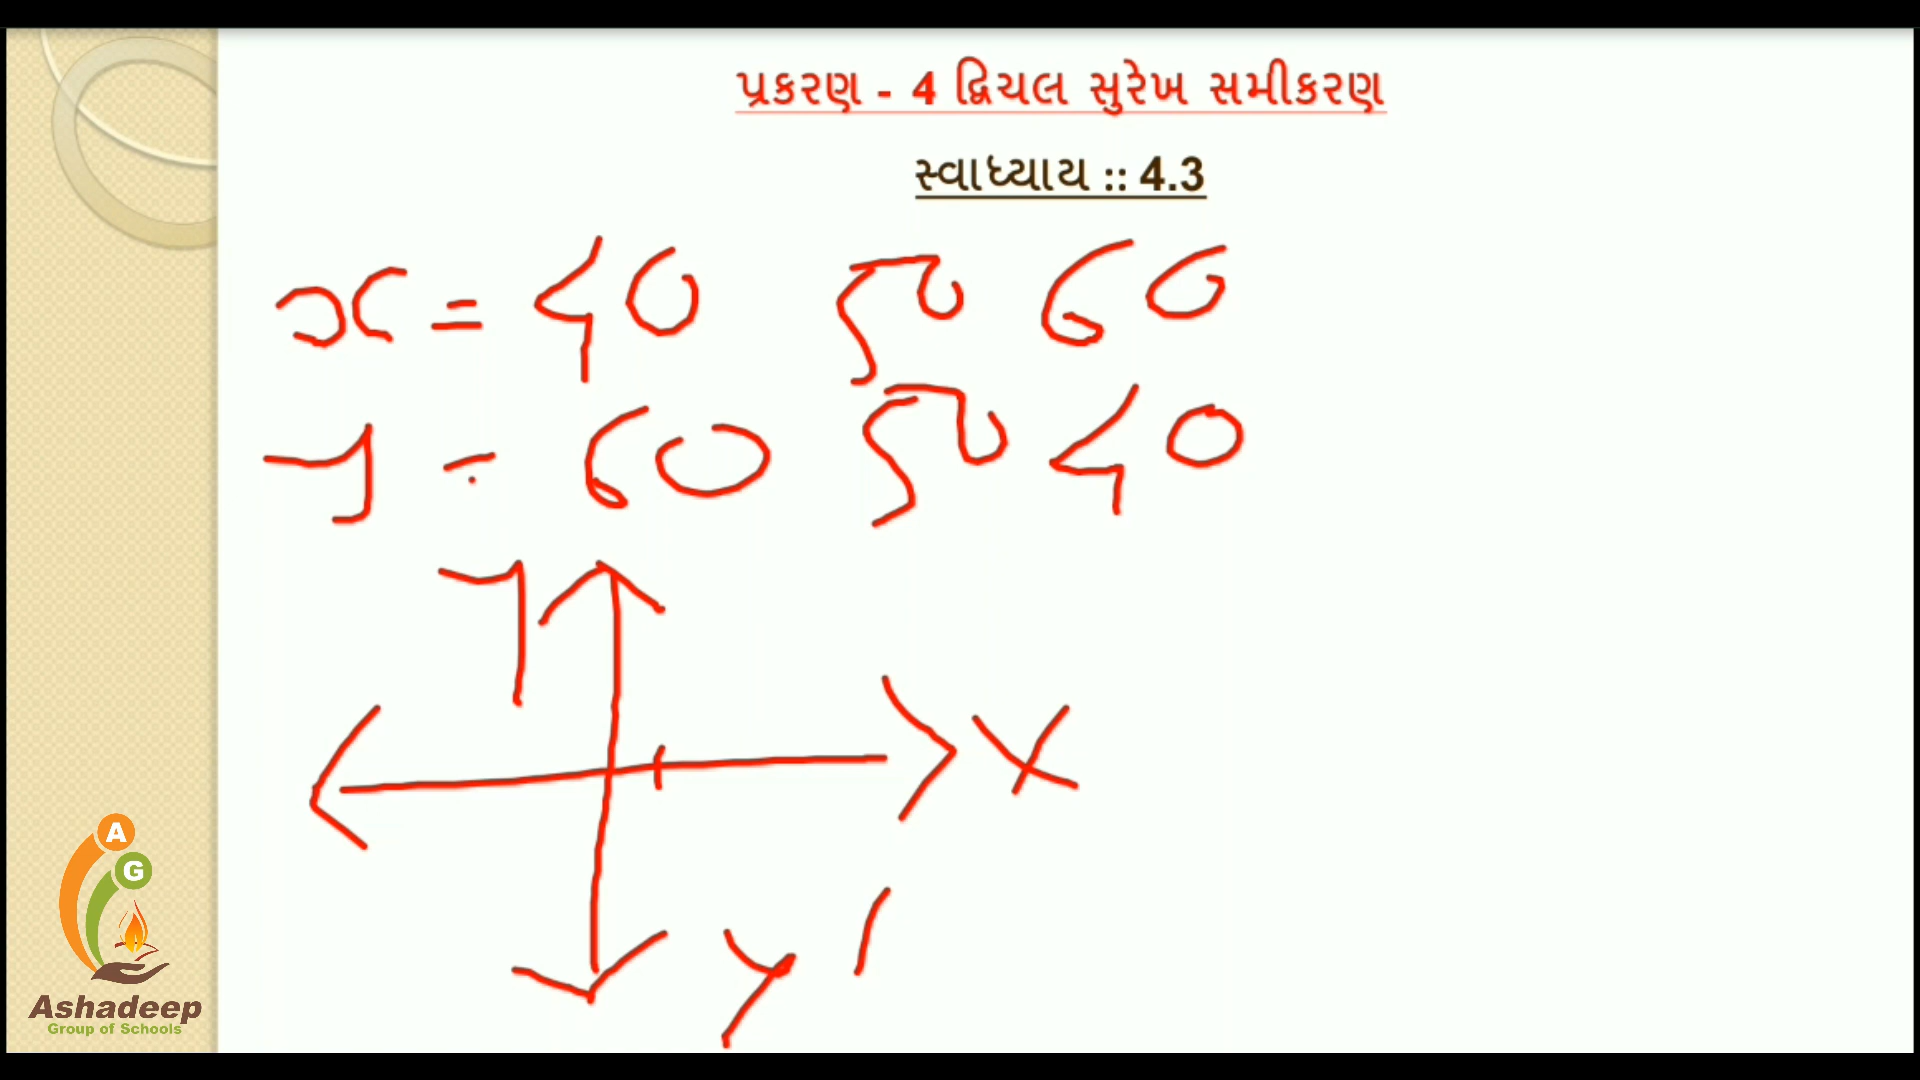 પ્રકરણ - 4 દ્વિચલ સુરેખ સમીકરણ
સ્વાધ્યાય :: 4.3
x = 40 50 60
y = 60 50 40
y
X
y'
A
G
Ashadeep
Group of Schools